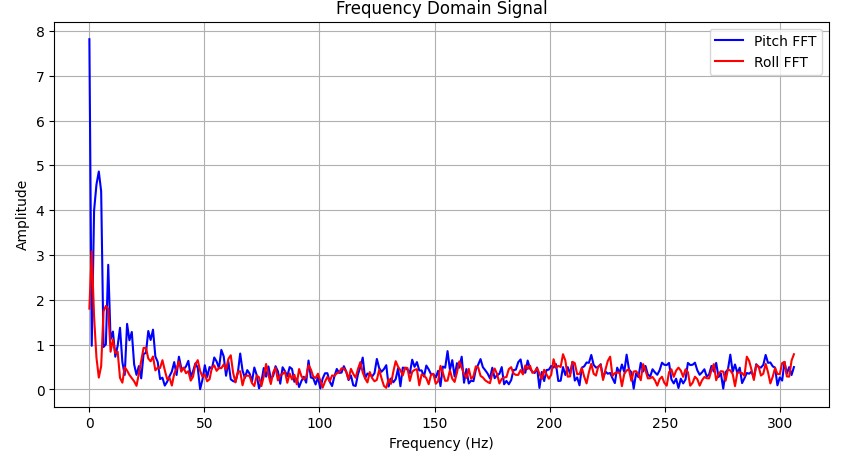 Frequency Domain Signal
Pitch FFT
Roll FFT
8
7
6
5
4
3
2
1
0
Amplitude
0 50 100 150 200 250 300
Frequency (Hz)